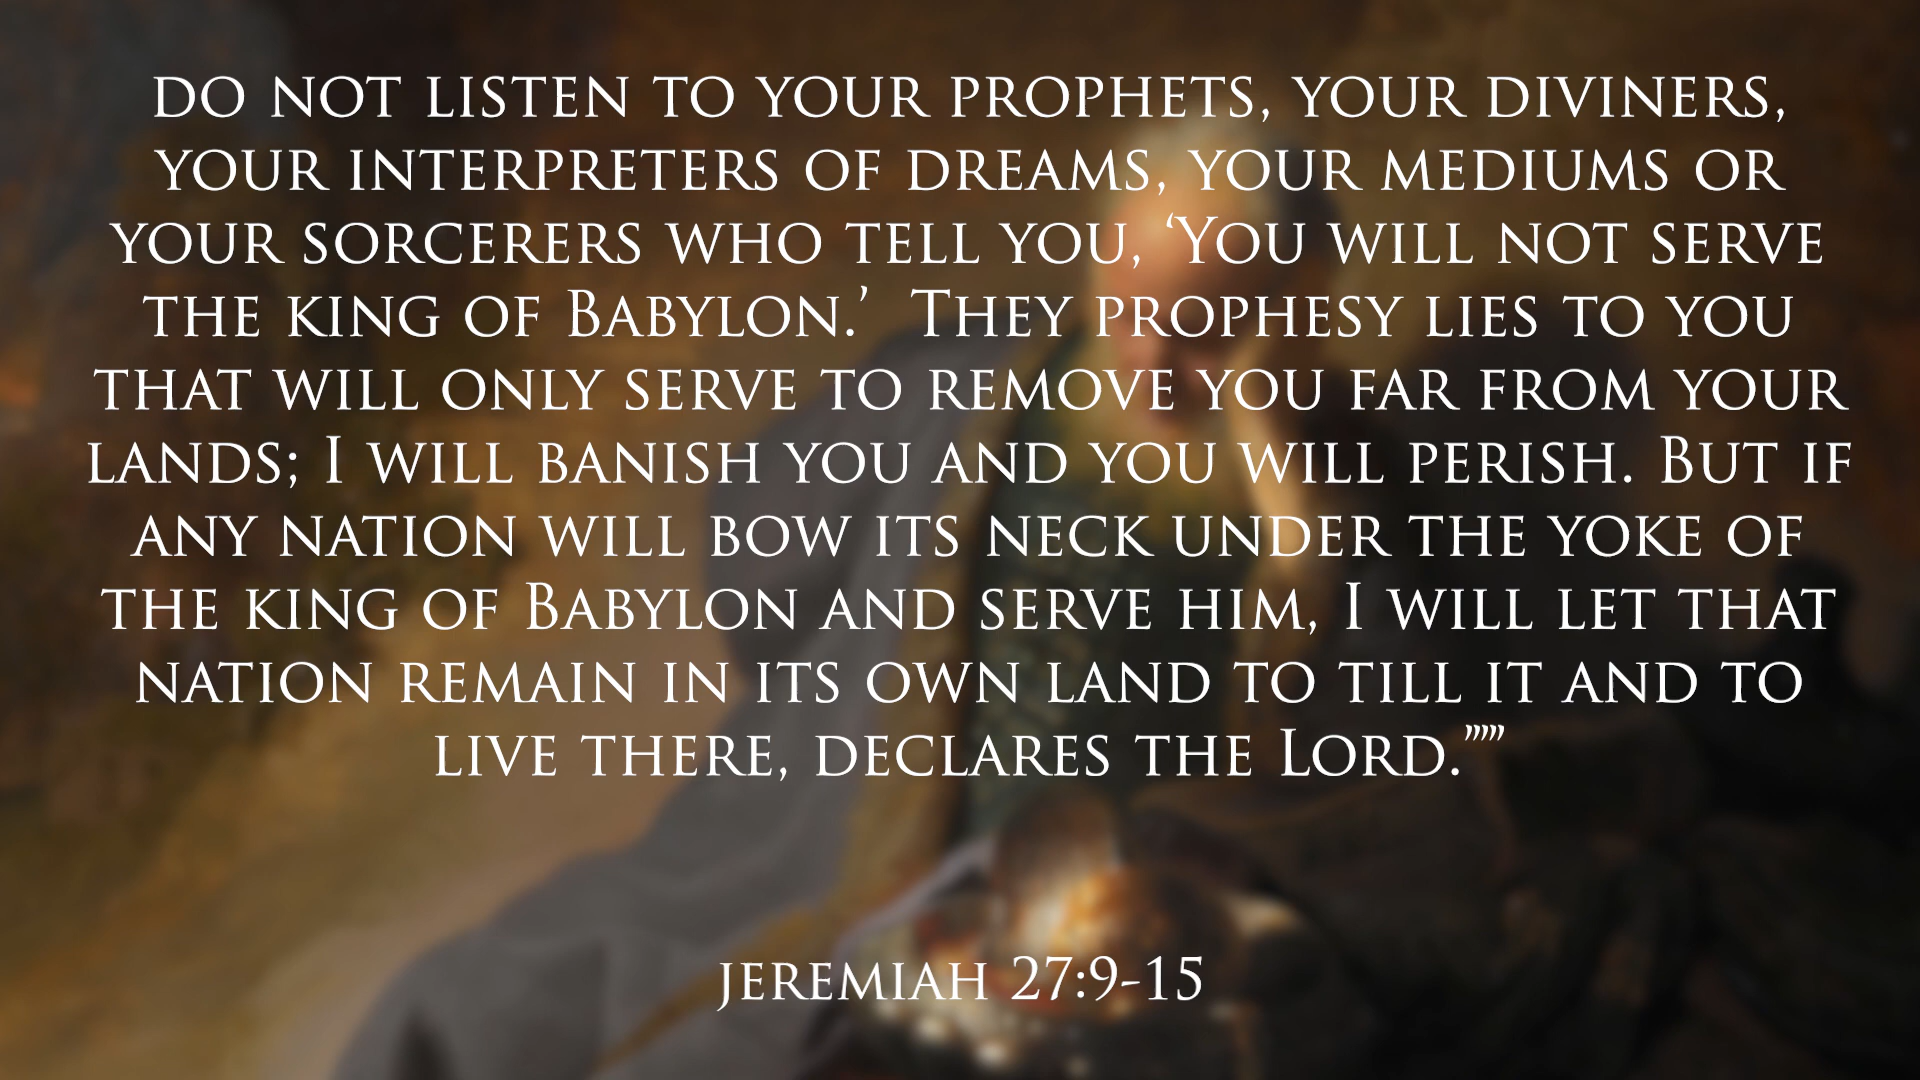 do not listen to your prophets, your diviners,
your interpreters of dreams, your mediums or
your sorcerers who tell you, ‘You will not serve
the king of Babylon.’  They prophesy lies to you
that will only serve to remove you far from your
lands; I will banish you and you will perish. But if
any nation will bow its neck under the yoke of
the king of Babylon and serve him, I will let that
nation remain in its own land to till it and to
live there, declares the Lord.”’”’
jeremiah 27:9-15